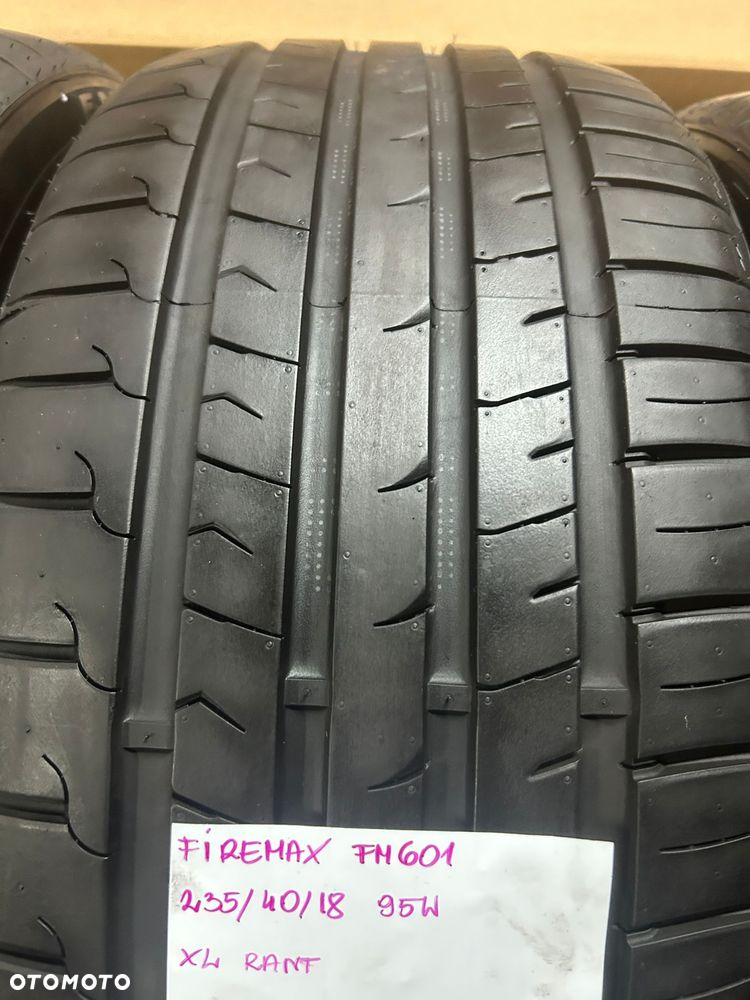 FIREMAX FM601
235/40/18 95W
XL RANT
OTOMOTO